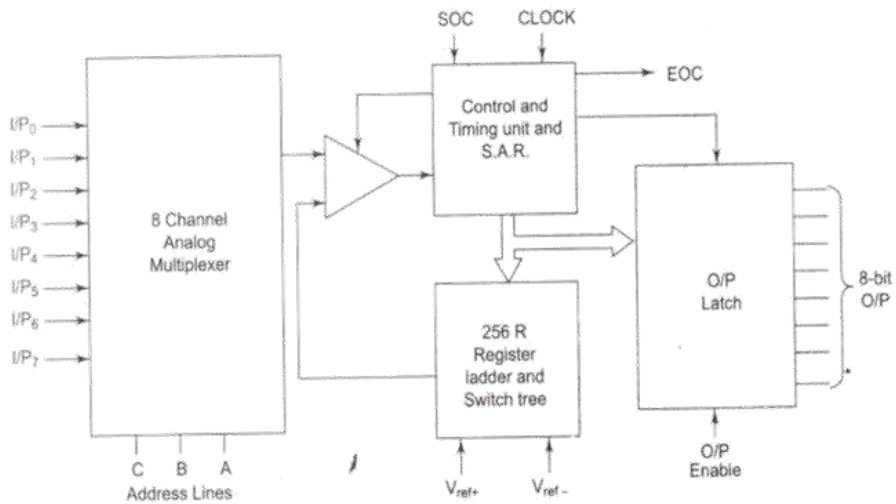 SOC CLOCK
EOC
Control and
Timing unit and
S.A.R.
I/P0
I/P1
I/P2
I/P3
I/P4
I/P5
I/P6
I/P7
8 Channel
Analog
Multiplexer
256 R
Register
ladder and
Switch tree
O/P
Latch
8-bit
O/P
C B A
Address Lines
Vref+ Vref–
O/P
Enable